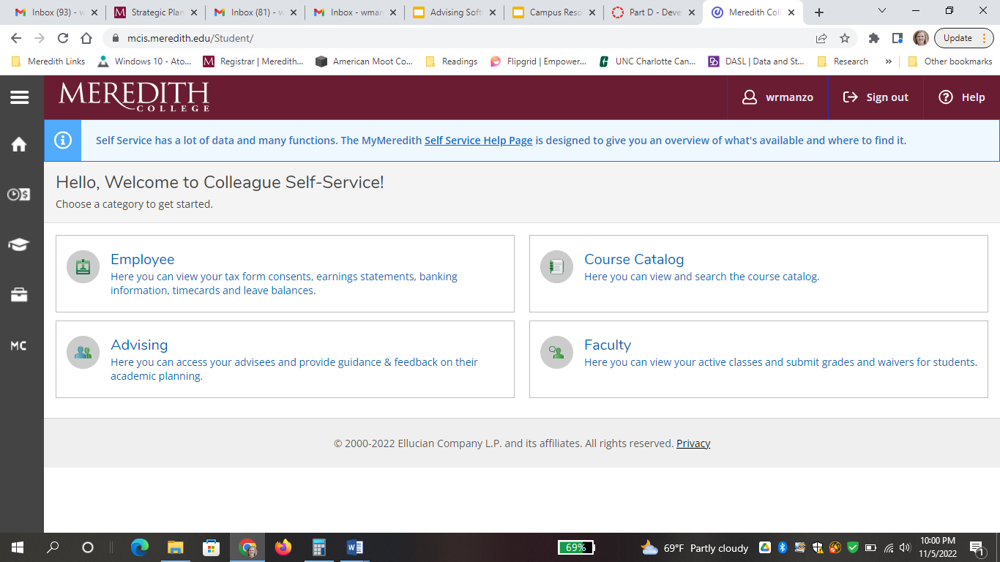 Inbox (93) - w
Strategic Plan
Inbox (81) - w
Inbox - wman
Advising Soft
Campus Reso
Part D - Deve
Meredith Coll
mcis.meredith.edu/Student/
Update
Meredith Links
Windows 10 - Ato...
Registrar | Meredith...
American Moot Co...
Readings
Flipgrid | Empower...
UNC Charlotte Can...
DASL | Data and St...
Research
»
Other bookmarks
MEREDITH
COLLEGE
wrmanzo
Sign out
Help
Self Service has a lot of data and many functions. The MyMeredith Self Service Help Page is designed to give you an overview of what's available and where to find it.
Hello, Welcome to Colleague Self-Service!
Choose a category to get started.
Employee
Here you can view your tax form consents, earnings statements, banking
information, timecards and leave balances.
Course Catalog
Here you can view and search the course catalog.
Advising
Here you can access your advisees and provide guidance & feedback on their
academic planning.
Faculty
Here you can view your active classes and submit grades and waivers for students.
MC
© 2000-2022 Ellucian Company L.P. and its affiliates. All rights reserved. Privacy
69%
69°F Partly cloudy
10:00 PM
11/5/2022
1